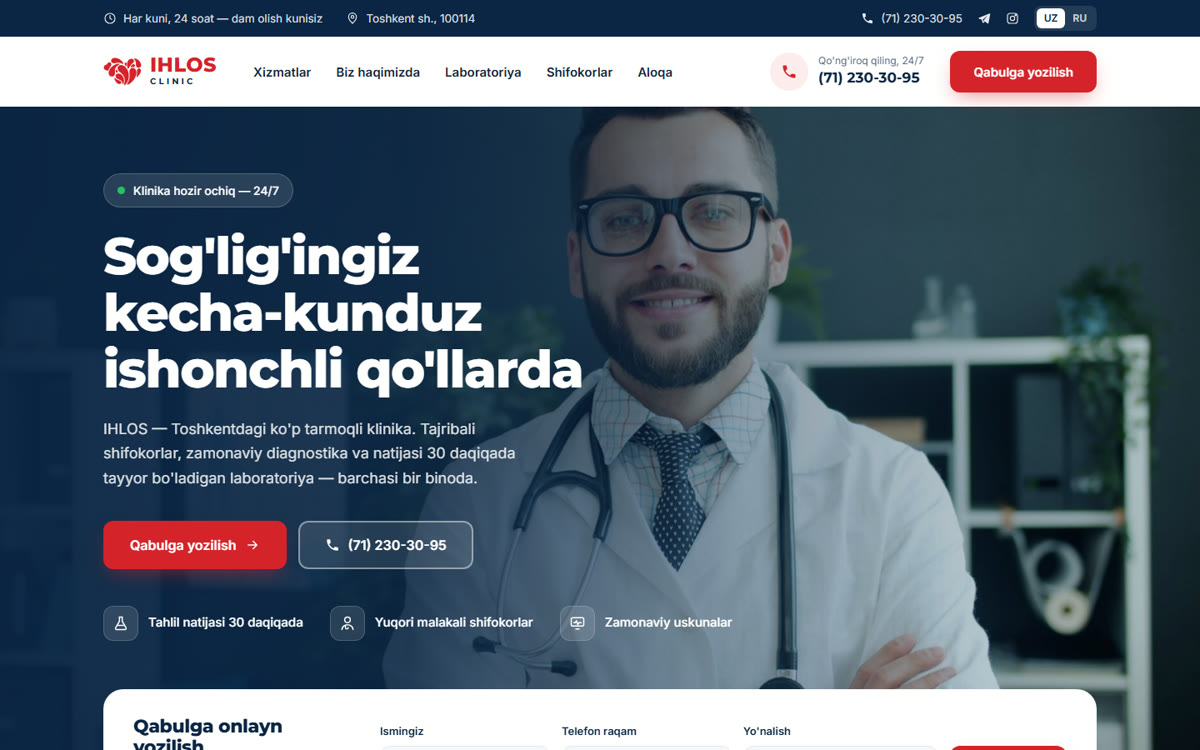 Har kuni, 24 soat — dam olish kunisiz
Toshkent sh., 100114
(71) 230-30-95
UZ
RU
IHLOS
CLINIC
Xizmatlar
Biz haqimizda
Laboratoriya
Shifokorlar
Aloqa
Qo'ng'iroq qiling, 24/7
(71) 230-30-95
Qabulga yozilish
Klinika hozir ochiq — 24/7
Sog'lig'ingiz
kecha-kunduz
ishonchli qo'llarda
IHLOS — Toshkentdagi ko'p tarmoqli klinika. Tajribali
shifokorlar, zamonaviy diagnostika va natijasi 30 daqiqada
tayyor bo'ladigan laboratoriya — barchasi bir binoda.
Qabulga yozilish
(71) 230-30-95
Tahlil natijasi 30 daqiqada
Yuqori malakali shifokorlar
Zamonaviy uskunalar
Qabulga onlayn
yozilish
Ismingiz
Telefon raqam
Yo'nalish